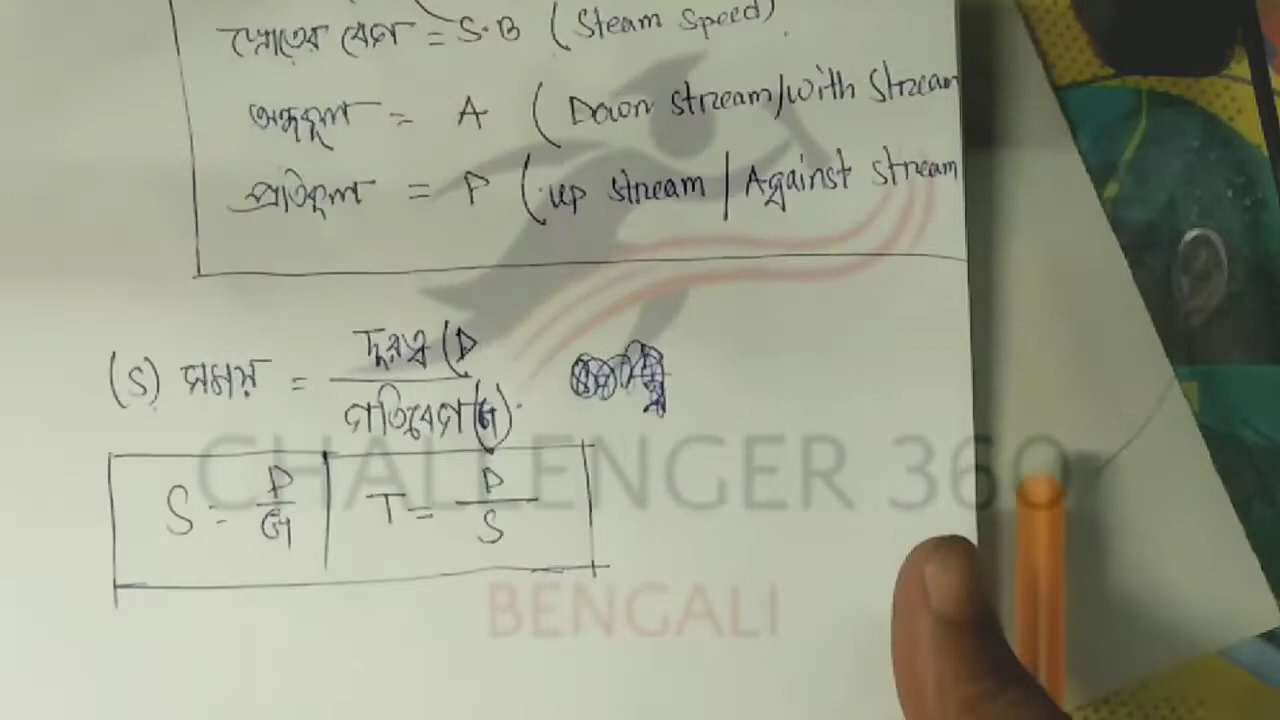 স্রোতের বেগ = S.B (Steam Speed)
অনুকূল = A (Down stream/with stream
প্রতিকূল = P (up stream / Against stream
(S) সময় = দূরত্ব (D
গতিবেগ (G)
S = D/G | T = D/S
CHALLENGER 360
BENGALI